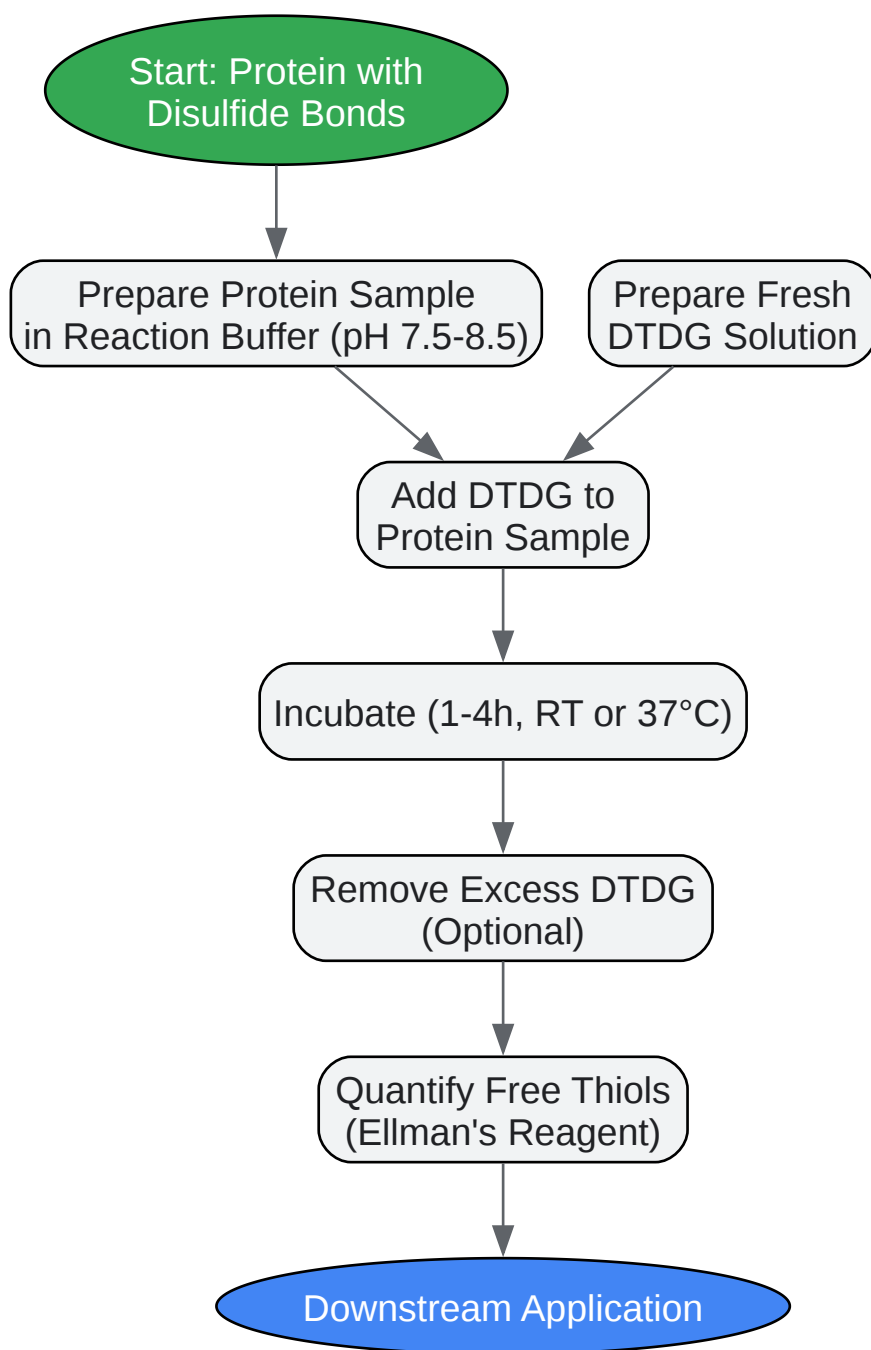 Start: Protein with
Disulfide Bonds
Prepare Protein Sample
in Reaction Buffer (pH 7.5-8.5)
Prepare Fresh
DTDG Solution
Add DTDG to
Protein Sample
Incubate (1-4h, RT or 37°C)
Remove Excess DTDG
(Optional)
Quantify Free Thiols
(Ellman's Reagent)
Downstream Application